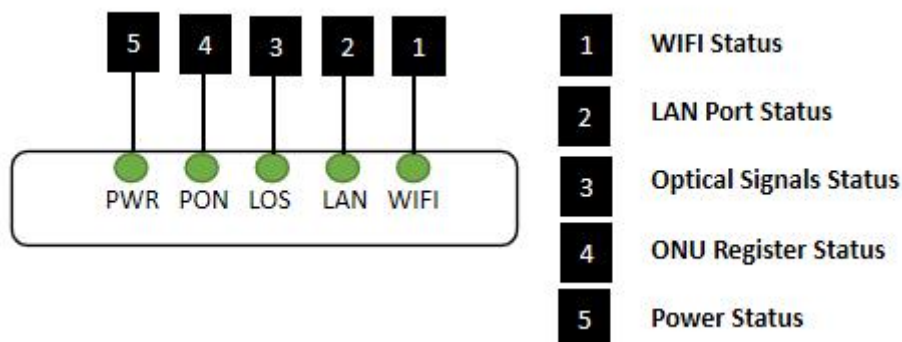 5 4 3 2 1
PWR PON LOS LAN WIFI
1 WIFI Status
2 LAN Port Status
3 Optical Signals Status
4 ONU Register Status
5 Power Status